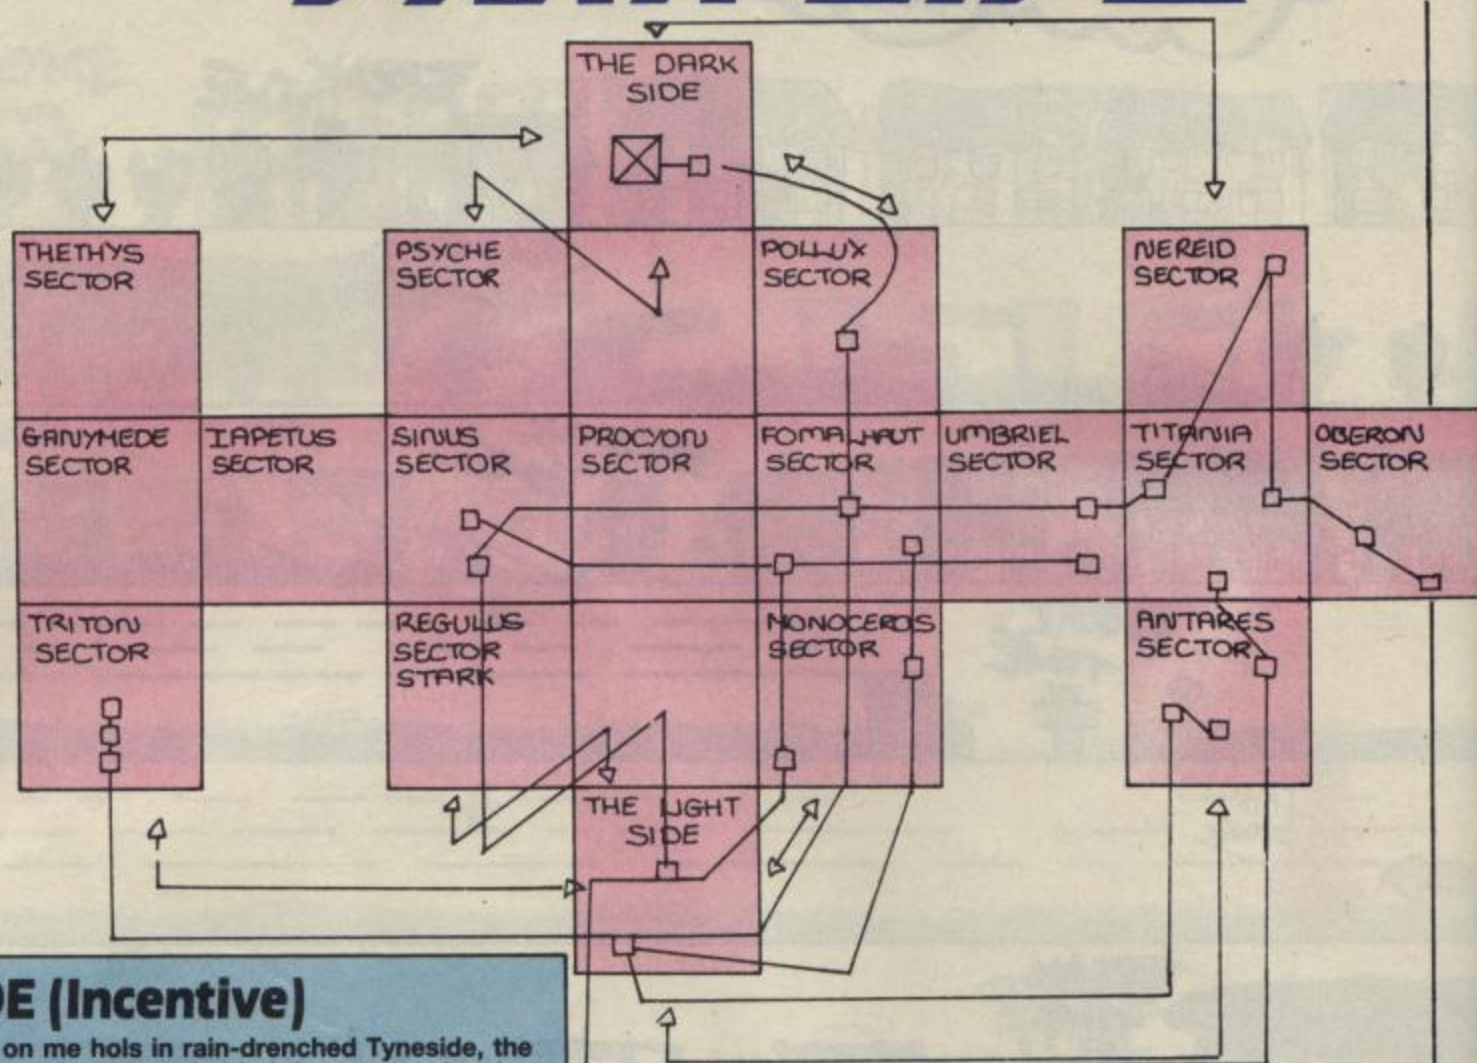 THE DARK
SIDE
THETHYS
SECTOR
PSYCHE
SECTOR
POLLUX
SECTOR
NEREID
SECTOR
GANYMEDE
SECTOR
IAPETUS
SECTOR
SINUS
SECTOR
PROCYON
SECTOR
FOMALHAUT
SECTOR
UMBRIEL
SECTOR
TITANIA
SECTOR
OBERON
SECTOR
TRITON
SECTOR
REGULUS
SECTOR
STARK
MONOCEROS
SECTOR
ANTARES
SECTOR
THE LIGHT
SIDE
DE (Incentive)
on me hols in rain-drenched Tyneside, the